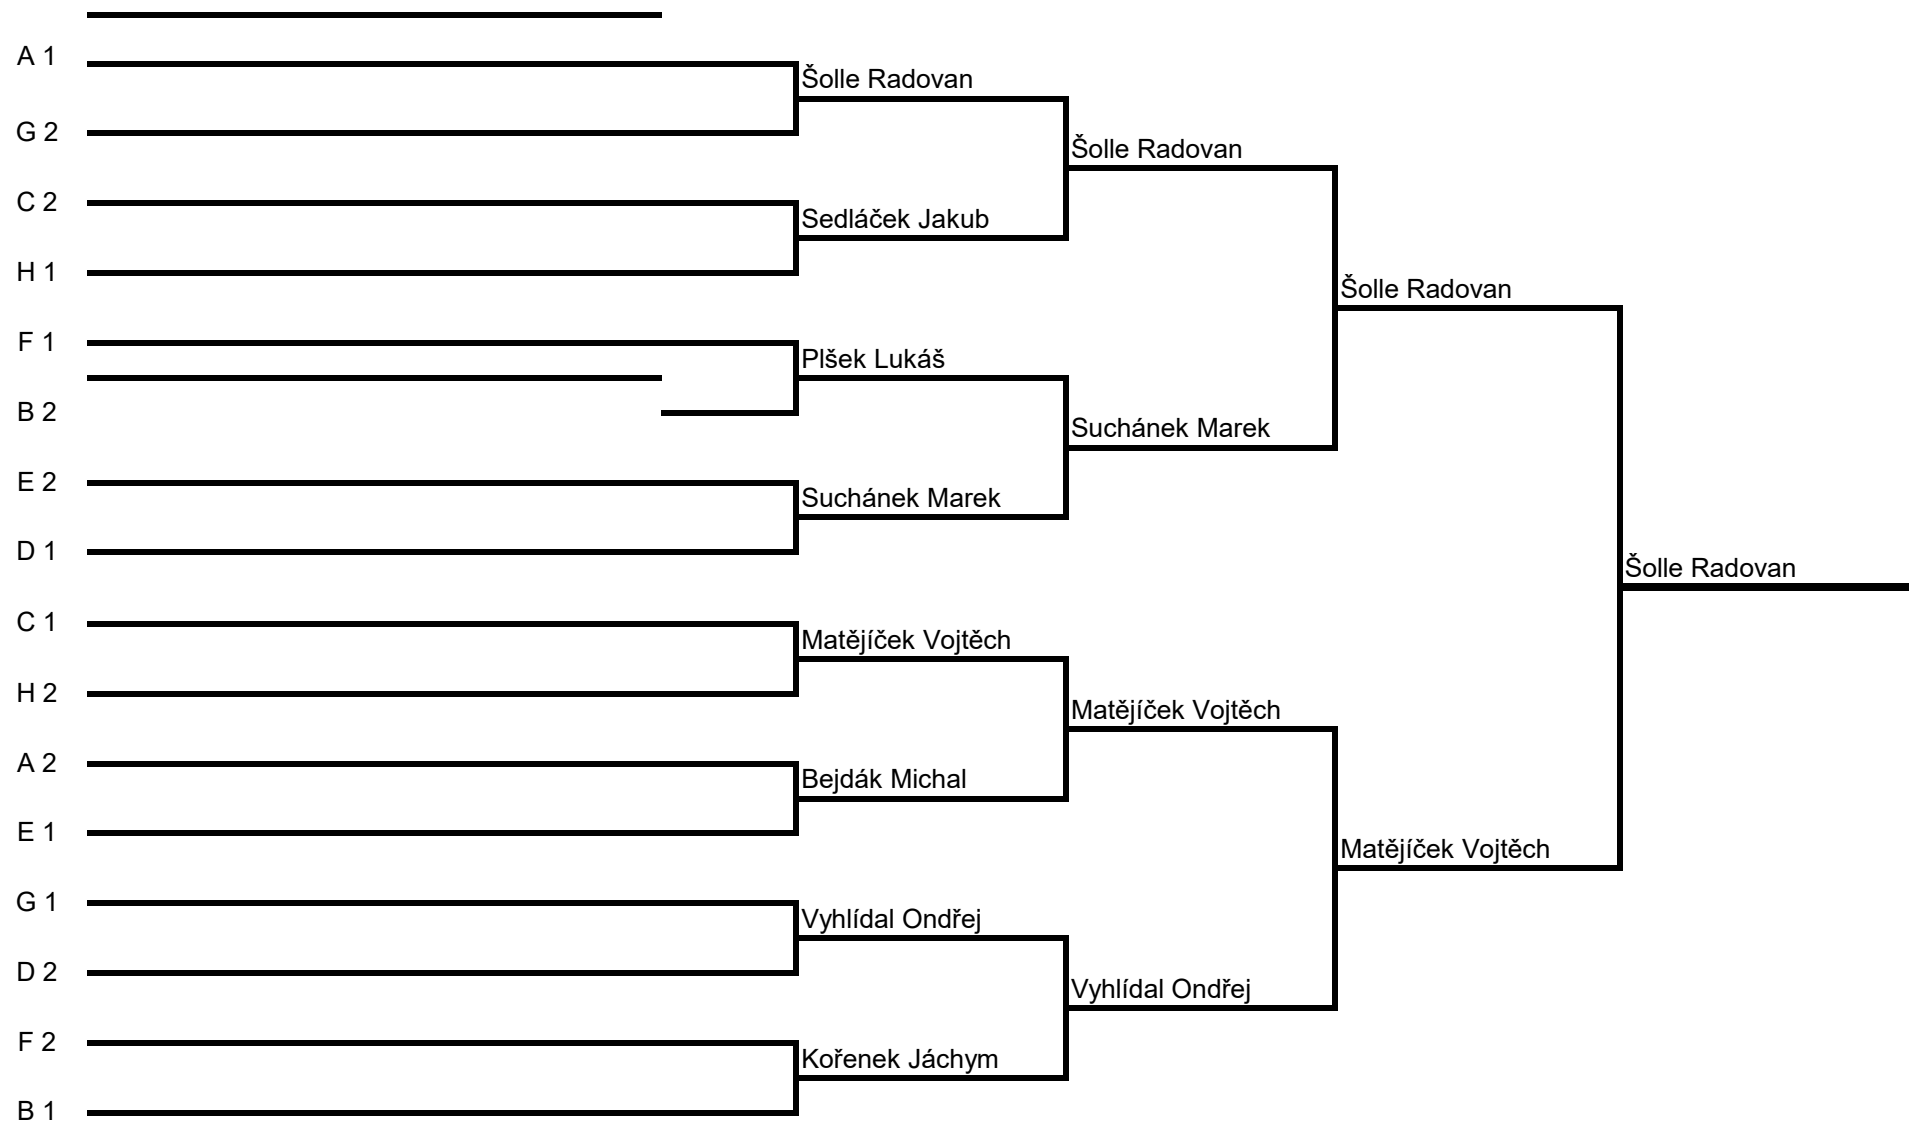 A 1
Šolle Radovan
G 2
Šolle Radovan
C 2
Sedláček Jakub
H 1
Šolle Radovan
F 1
Plšek Lukáš
B 2
Suchánek Marek
E 2
Suchánek Marek
D 1
Šolle Radovan
C 1
Matějíček Vojtěch
H 2
Matějíček Vojtěch
A 2
Bejdák Michal
E 1
Matějíček Vojtěch
G 1
Vyhlídal Ondřej
D 2
Vyhlídal Ondřej
F 2
Kořenek Jáchym
B 1